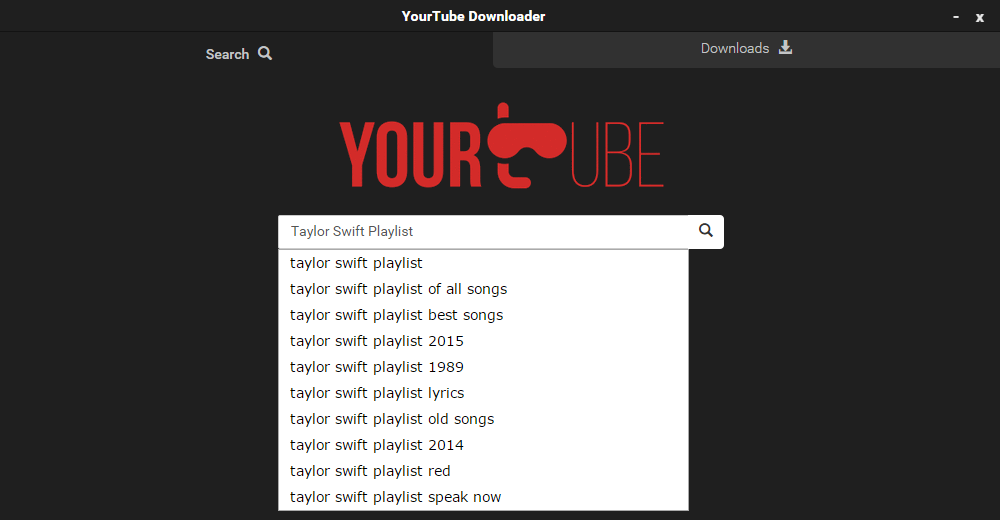 YourTube Downloader
- x
Search
Downloads
YOURTUBE
Taylor Swift Playlist
taylor swift playlist
taylor swift playlist of all songs
taylor swift playlist best songs
taylor swift playlist 2015
taylor swift playlist 1989
taylor swift playlist lyrics
taylor swift playlist old songs
taylor swift playlist 2014
taylor swift playlist red
taylor swift playlist speak now